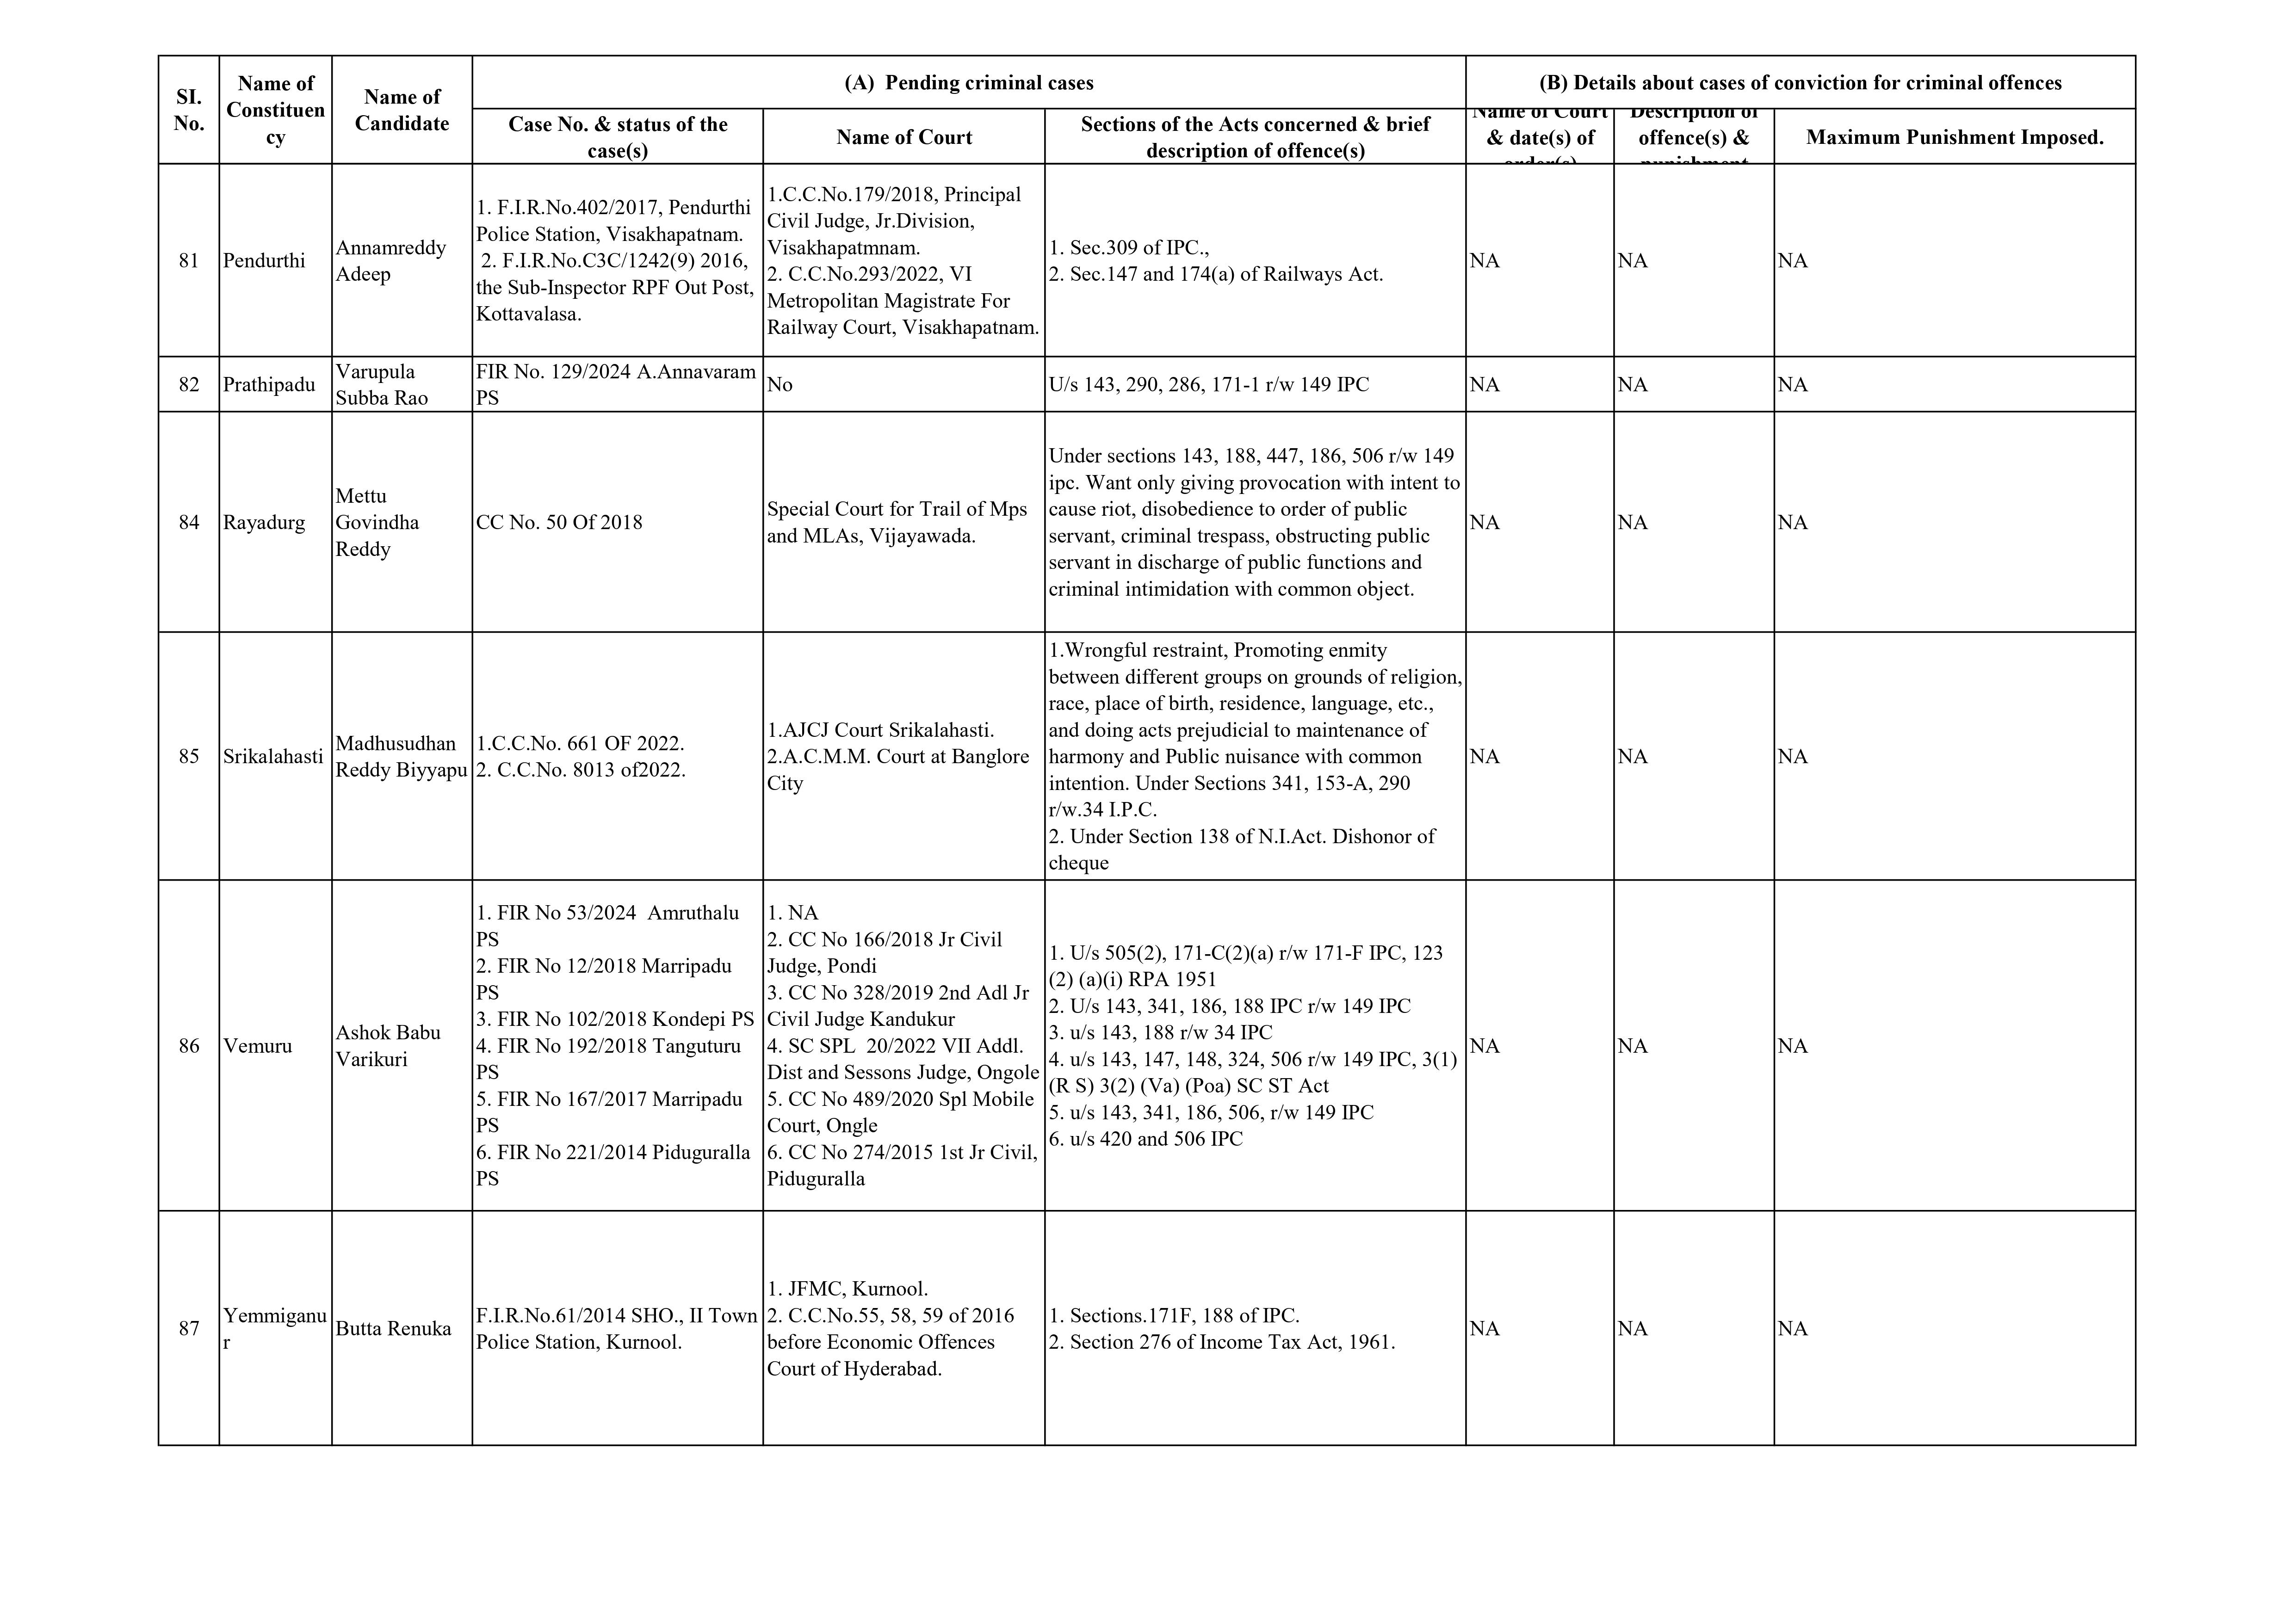 SI.
No.
Name of
Constituen
cy
Name of
Candidate
(A)  Pending criminal cases
(B) Details about cases of conviction for criminal offences
Case No. & status of the
case(s)
Name of Court
Sections of the Acts concerned & brief
description of offence(s)
Name of Court
& date(s) of
order(s)
Description of
offence(s) &
punishment
Maximum Punishment Imposed.
81
Pendurthi
Annamreddy
Adeep
1. F.I.R.No.402/2017, Pendurthi
Police Station, Visakhapatnam.
2. F.I.R.No.C3C/1242(9) 2016,
the Sub-Inspector RPF Out Post,
Kottavalasa.
1.C.C.No.179/2018, Principal
Civil Judge, Jr.Division,
Visakhapatmnam.
2. C.C.No.293/2022, VI
Metropolitan Magistrate For
Railway Court, Visakhapatnam.
1. Sec.309 of IPC.,
2. Sec.147 and 174(a) of Railways Act.
NA
NA
NA
82
Prathipadu
Varupula
Subba Rao
FIR No. 129/2024 A.Annavaram
PS
No
U/s 143, 290, 286, 171-1 r/w 149 IPC
NA
NA
NA
84
Rayadurg
Mettu
Govindha
Reddy
CC No. 50 Of 2018
Special Court for Trail of Mps
and MLAs, Vijayawada.
Under sections 143, 188, 447, 186, 506 r/w 149
ipc. Want only giving provocation with intent to
cause riot, disobedience to order of public
servant, criminal trespass, obstructing public
servant in discharge of public functions and
criminal intimidation with common object.
NA
NA
NA
85
Srikalahasti
Madhusudhan
Reddy Biyyapu
1.C.C.No. 661 OF 2022.
2. C.C.No. 8013 of2022.
1.AJCJ Court Srikalahasti.
2.A.C.M.M. Court at Banglore
City
1.Wrongful restraint, Promoting enmity
between different groups on grounds of religion,
race, place of birth, residence, language, etc.,
and doing acts prejudicial to maintenance of
harmony and Public nuisance with common
intention. Under Sections 341, 153-A, 290
r/w.34 I.P.C.
2. Under Section 138 of N.I.Act. Dishonor of
cheque
NA
NA
NA
86
Vemuru
Ashok Babu
Varikuri
1. FIR No 53/2024  Amruthalu
PS
2. FIR No 12/2018 Marripadu
PS
3. FIR No 102/2018 Kondepi PS
4. FIR No 192/2018 Tanguturu
PS
5. FIR No 167/2017 Marripadu
PS
6. FIR No 221/2014 Piduguralla
PS
1. NA
2. CC No 166/2018 Jr Civil
Judge, Pondi
3. CC No 328/2019 2nd Adl Jr
Civil Judge Kandukur
4. SC SPL  20/2022 VII Addl.
Dist and Sessons Judge, Ongole
5. CC No 489/2020 Spl Mobile
Court, Ongle
6. CC No 274/2015 1st Jr Civil,
Piduguralla
1. U/s 505(2), 171-C(2)(a) r/w 171-F IPC, 123
(2) (a)(i) RPA 1951
2. U/s 143, 341, 186, 188 IPC r/w 149 IPC
3. u/s 143, 188 r/w 34 IPC
4. u/s 143, 147, 148, 324, 506 r/w 149 IPC, 3(1)
(R S) 3(2) (Va) (Poa) SC ST Act
5. u/s 143, 341, 186, 506, r/w 149 IPC
6. u/s 420 and 506 IPC
NA
NA
NA
87
Yemmiganu
r
Butta Renuka
F.I.R.No.61/2014 SHO., II Town
Police Station, Kurnool.
1. JFMC, Kurnool.
2. C.C.No.55, 58, 59 of 2016
before Economic Offences
Court of Hyderabad.
1. Sections.171F, 188 of IPC.
2. Section 276 of Income Tax Act, 1961.
NA
NA
NA